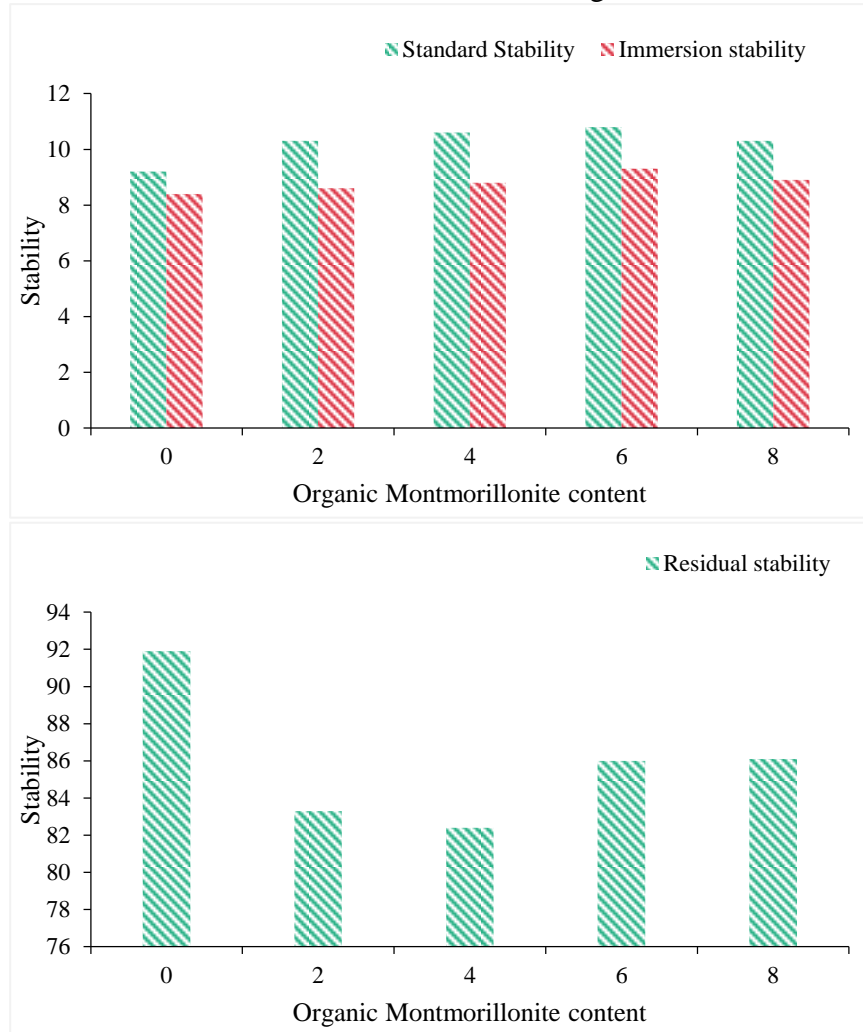 Standard Stability Immersion stability
12
10
8
6
4
2
0
Stability
0 2 4 6 8
Organic Montmorillonite content
Residual stability
94
92
90
88
86
84
82
80
78
76
Stability
0 2 4 6 8
Organic Montmorillonite content